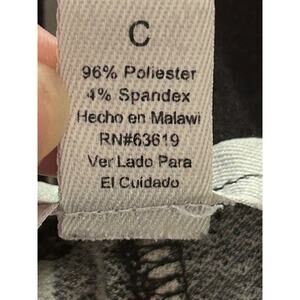 C
96% Poliester
4% Spandex
Hecho en Malawi
RN#63619
Ver Lado Para
El Cuidado